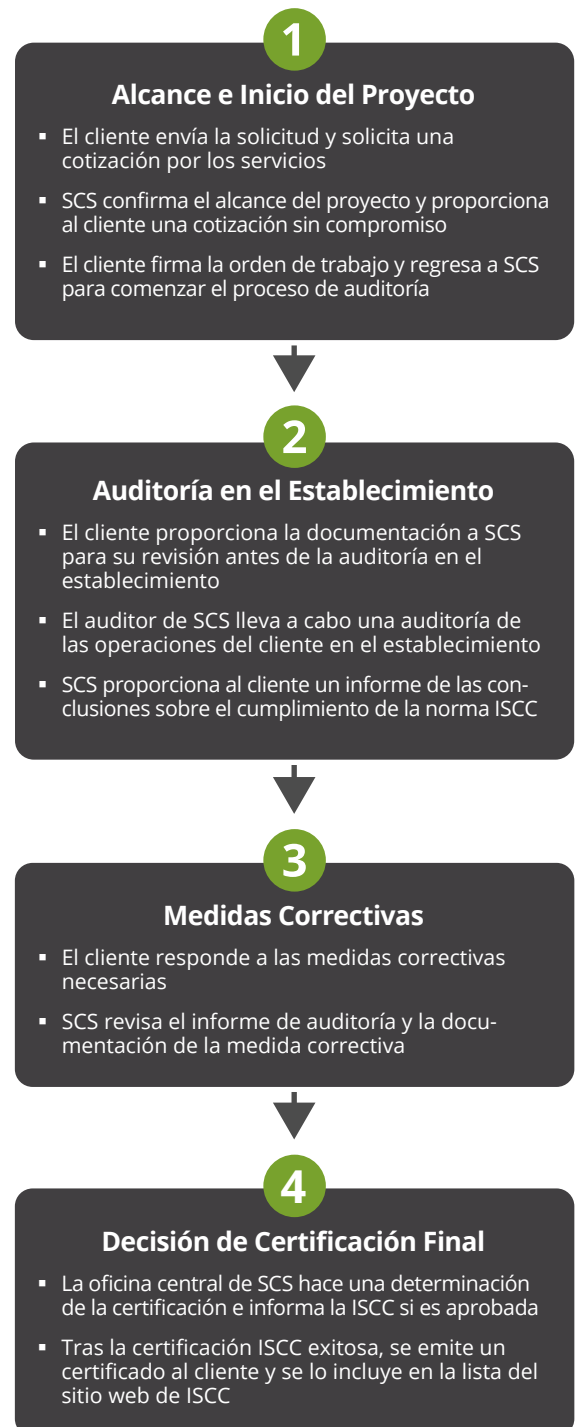 1
Alcance e Inicio del Proyecto
▪ El cliente envía la solicitud y solicita una
cotización por los servicios
▪ SCS confirma el alcance del proyecto y proporciona
al cliente una cotización sin compromiso
▪ El cliente firma la orden de trabajo y regresa a SCS
para comenzar el proceso de auditoría
2
Auditoría en el Establecimiento
▪ El cliente proporciona la documentación a SCS
para su revisión antes de la auditoría en el
establecimiento
▪ El auditor de SCS lleva a cabo una auditoría de
las operaciones del cliente en el establecimiento
▪ SCS proporciona al cliente un informe de las con-
clusiones sobre el cumplimiento de la norma ISCC
3
Medidas Correctivas
▪ El cliente responde a las medidas correctivas
necesarias
▪ SCS revisa el informe de auditoría y la docu-
mentación de la medida correctiva
4
Decisión de Certificación Final
▪ La oficina central de SCS hace una determinación
de la certificación e informa la ISCC si es aprobada
▪ Tras la certificación ISCC exitosa, se emite un
certificado al cliente y se lo incluye en la lista del
sitio web de ISCC